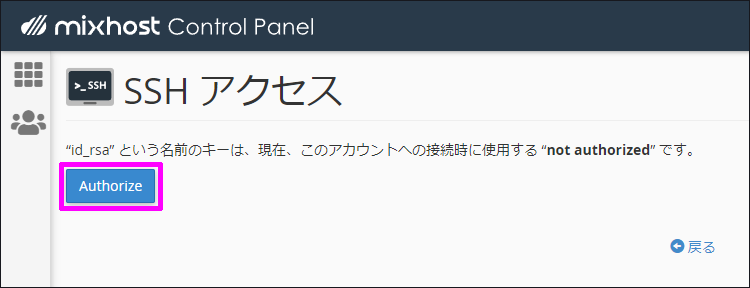 mixhost Control Panel
>_SSH
SSH アクセス
“id_rsa” という名前のキーは、現在、このアカウントへの接続時に使用する “not authorized” です。
Authorize
戻る